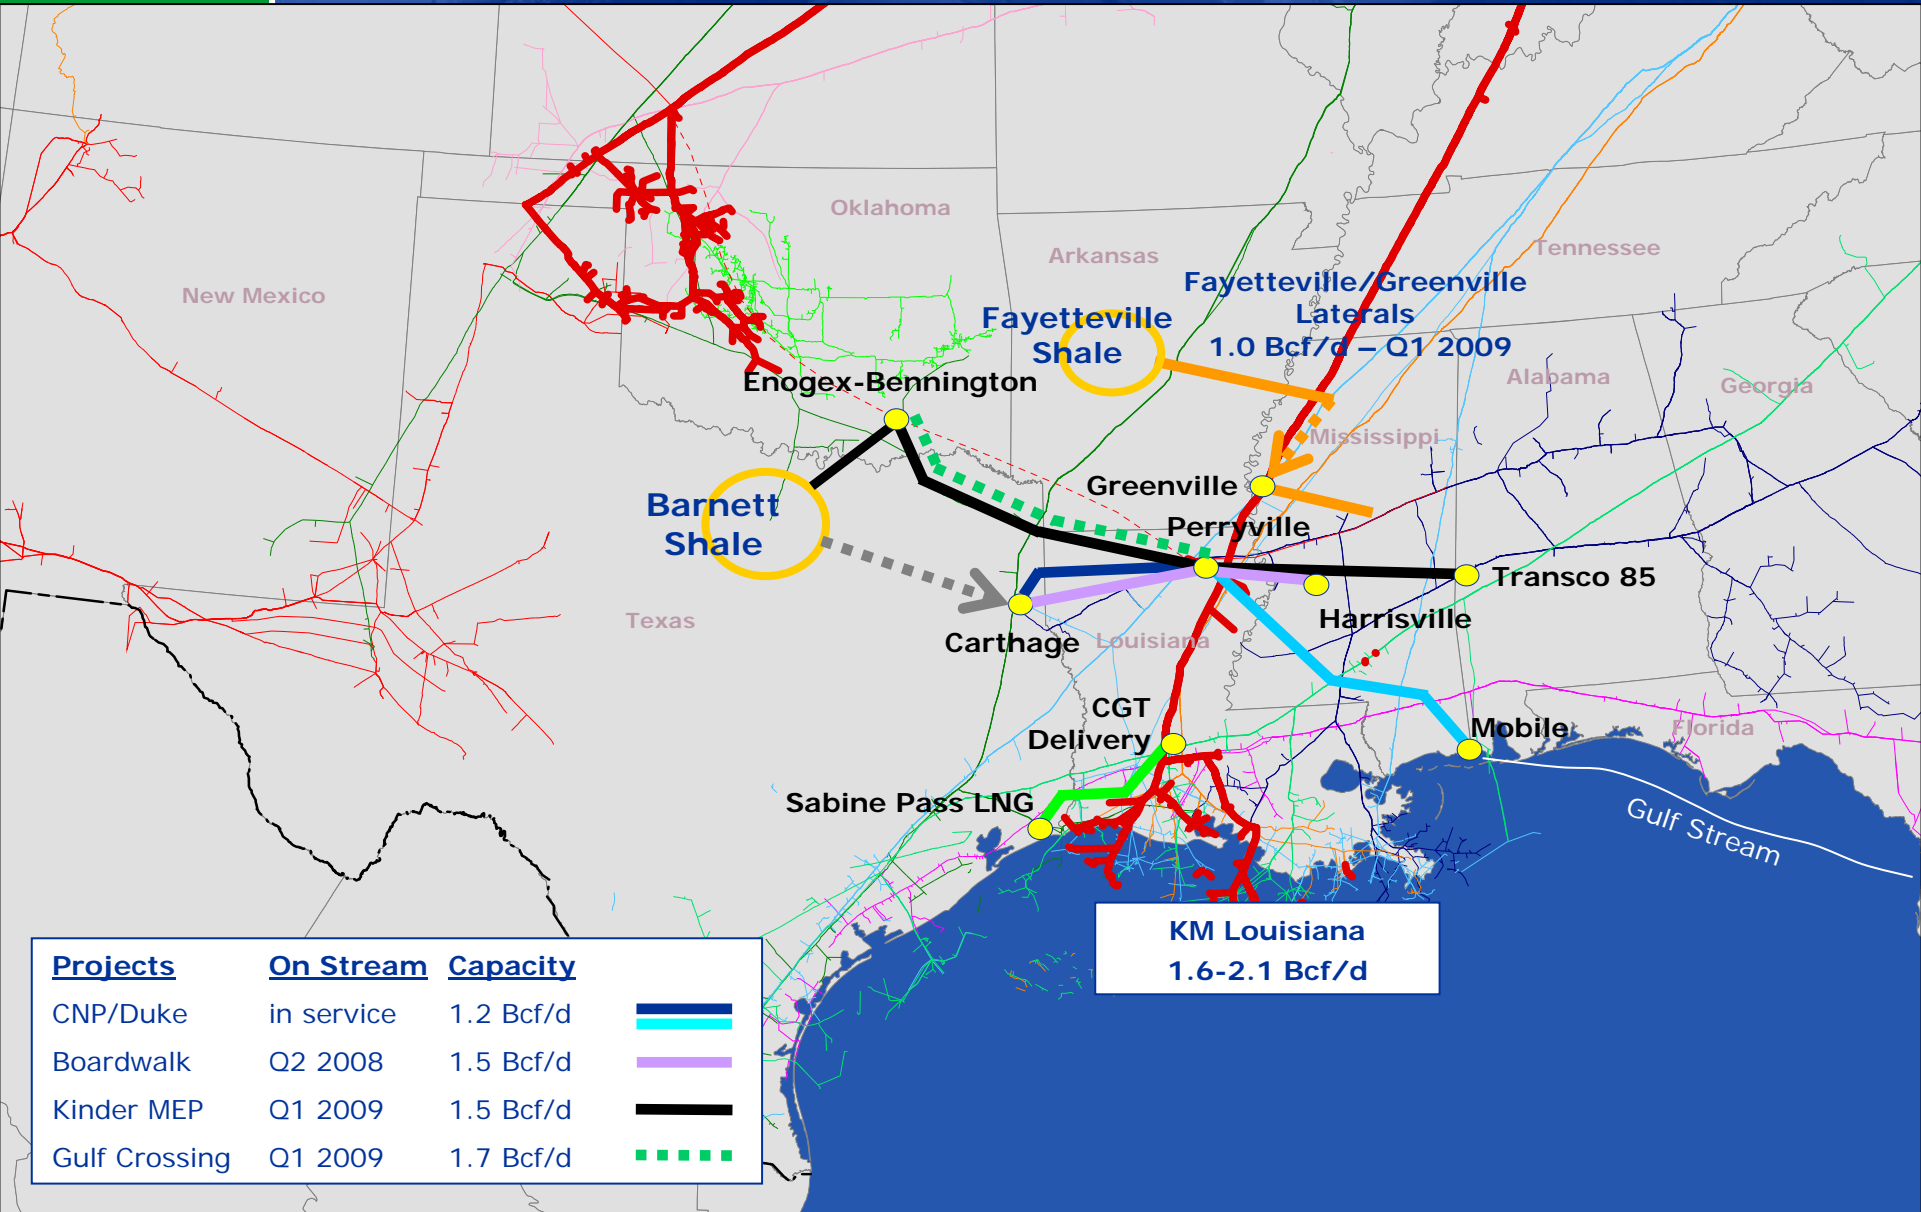 Oklahoma
Arkansas
Tennessee
New Mexico
Fayetteville/Greenville
Laterals
1.0 Bcf/d – Q1 2009
Fayetteville
Shale
Enogex-Bennington
Alabama
Georgia
Mississippi
Greenville
Barnett
Shale
Perryville
Transco 85
Harrisville
Texas
Carthage
Louisiana
CGT
Delivery
Mobile
Florida
Sabine Pass LNG
Gulf Stream
KM Louisiana
1.6-2.1 Bcf/d
Projects On Stream Capacity
CNP/Duke in service 1.2 Bcf/d
Boardwalk Q2 2008 1.5 Bcf/d
Kinder MEP Q1 2009 1.5 Bcf/d
Gulf Crossing Q1 2009 1.7 Bcf/d